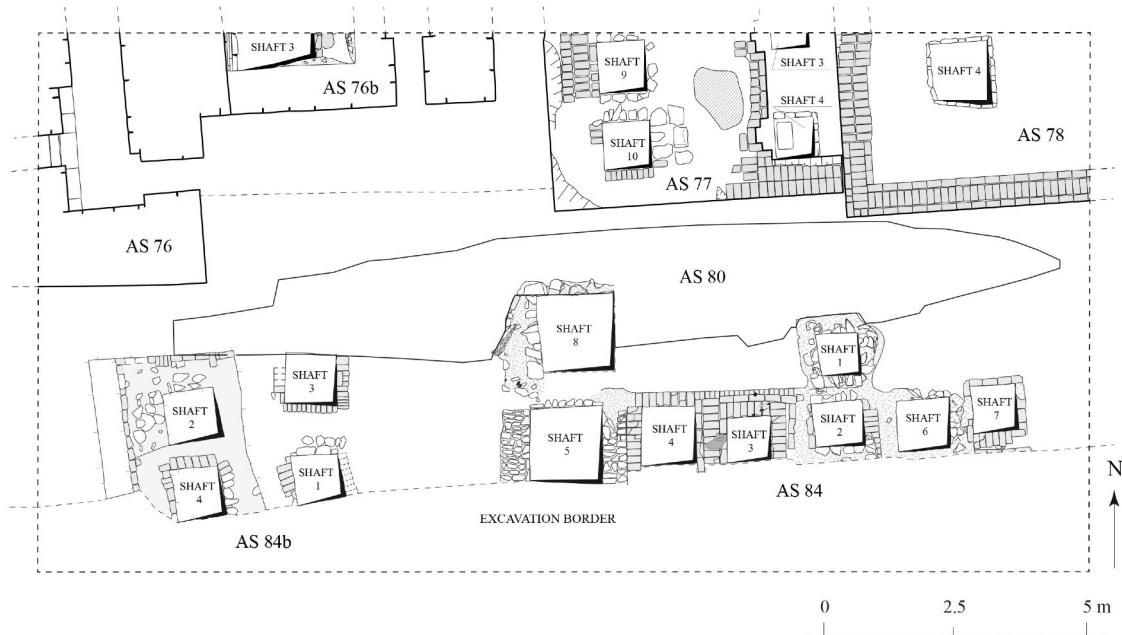 SHAFT 3
AS 76b
SHAFT
9
SHAFT
10
AS 77
SHAFT 3
SHAFT 4
SHAFT 4
AS 78
AS 76
AS 80
SHAFT
8
SHAFT
1
SHAFT
2
SHAFT
3
SHAFT
4
SHAFT
1
AS 84b
SHAFT
5
SHAFT
4
SHAFT
3
SHAFT
2
SHAFT
6
SHAFT
7
AS 84
EXCAVATION BORDER
N
0 2.5 5 m